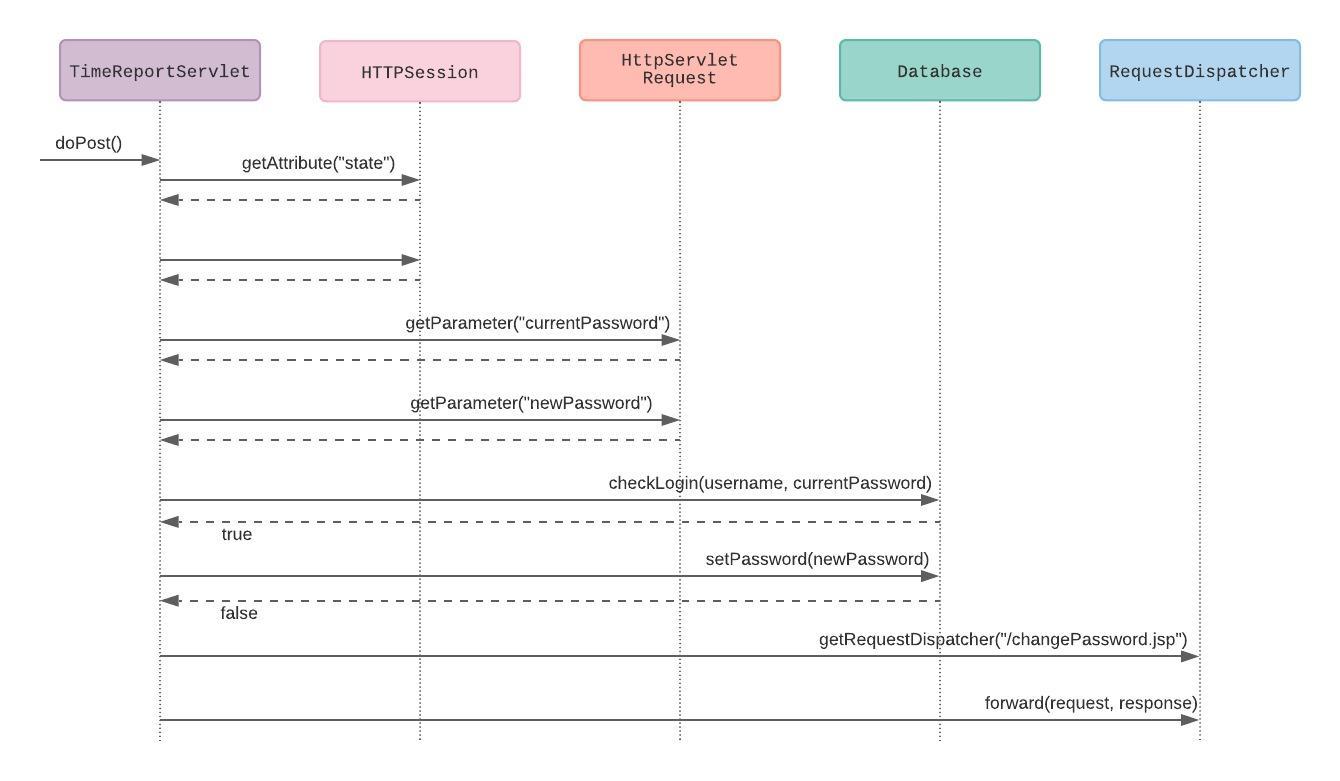 TimeReportServlet
HTTPSession
HttpServlet
Request
Database
RequestDispatcher
doPost()
getAttribute("state")
getParameter("currentPassword")
getParameter("newPassword")
checkLogin(username, currentPassword)
true
setPassword(newPassword)
false
getRequestDispatcher("/changePassword.jsp")
forward(request, response)